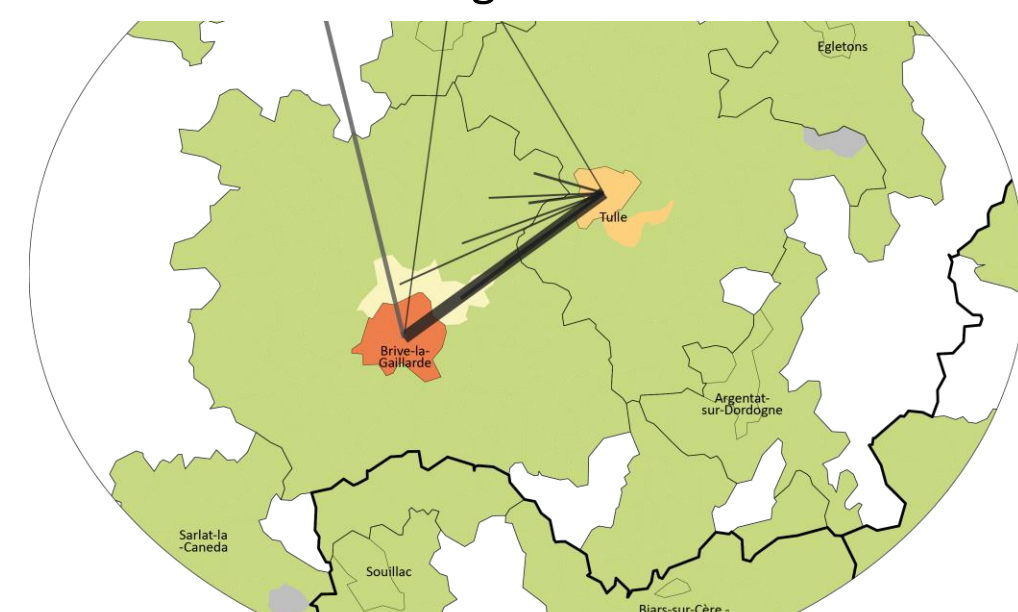 Egletons
Tulle
Brive-la-
Gaillarde
Argentat-
sur-Dordogne
Sarlat-la
-Caneda
Souillac
Biars-sur-Cère -